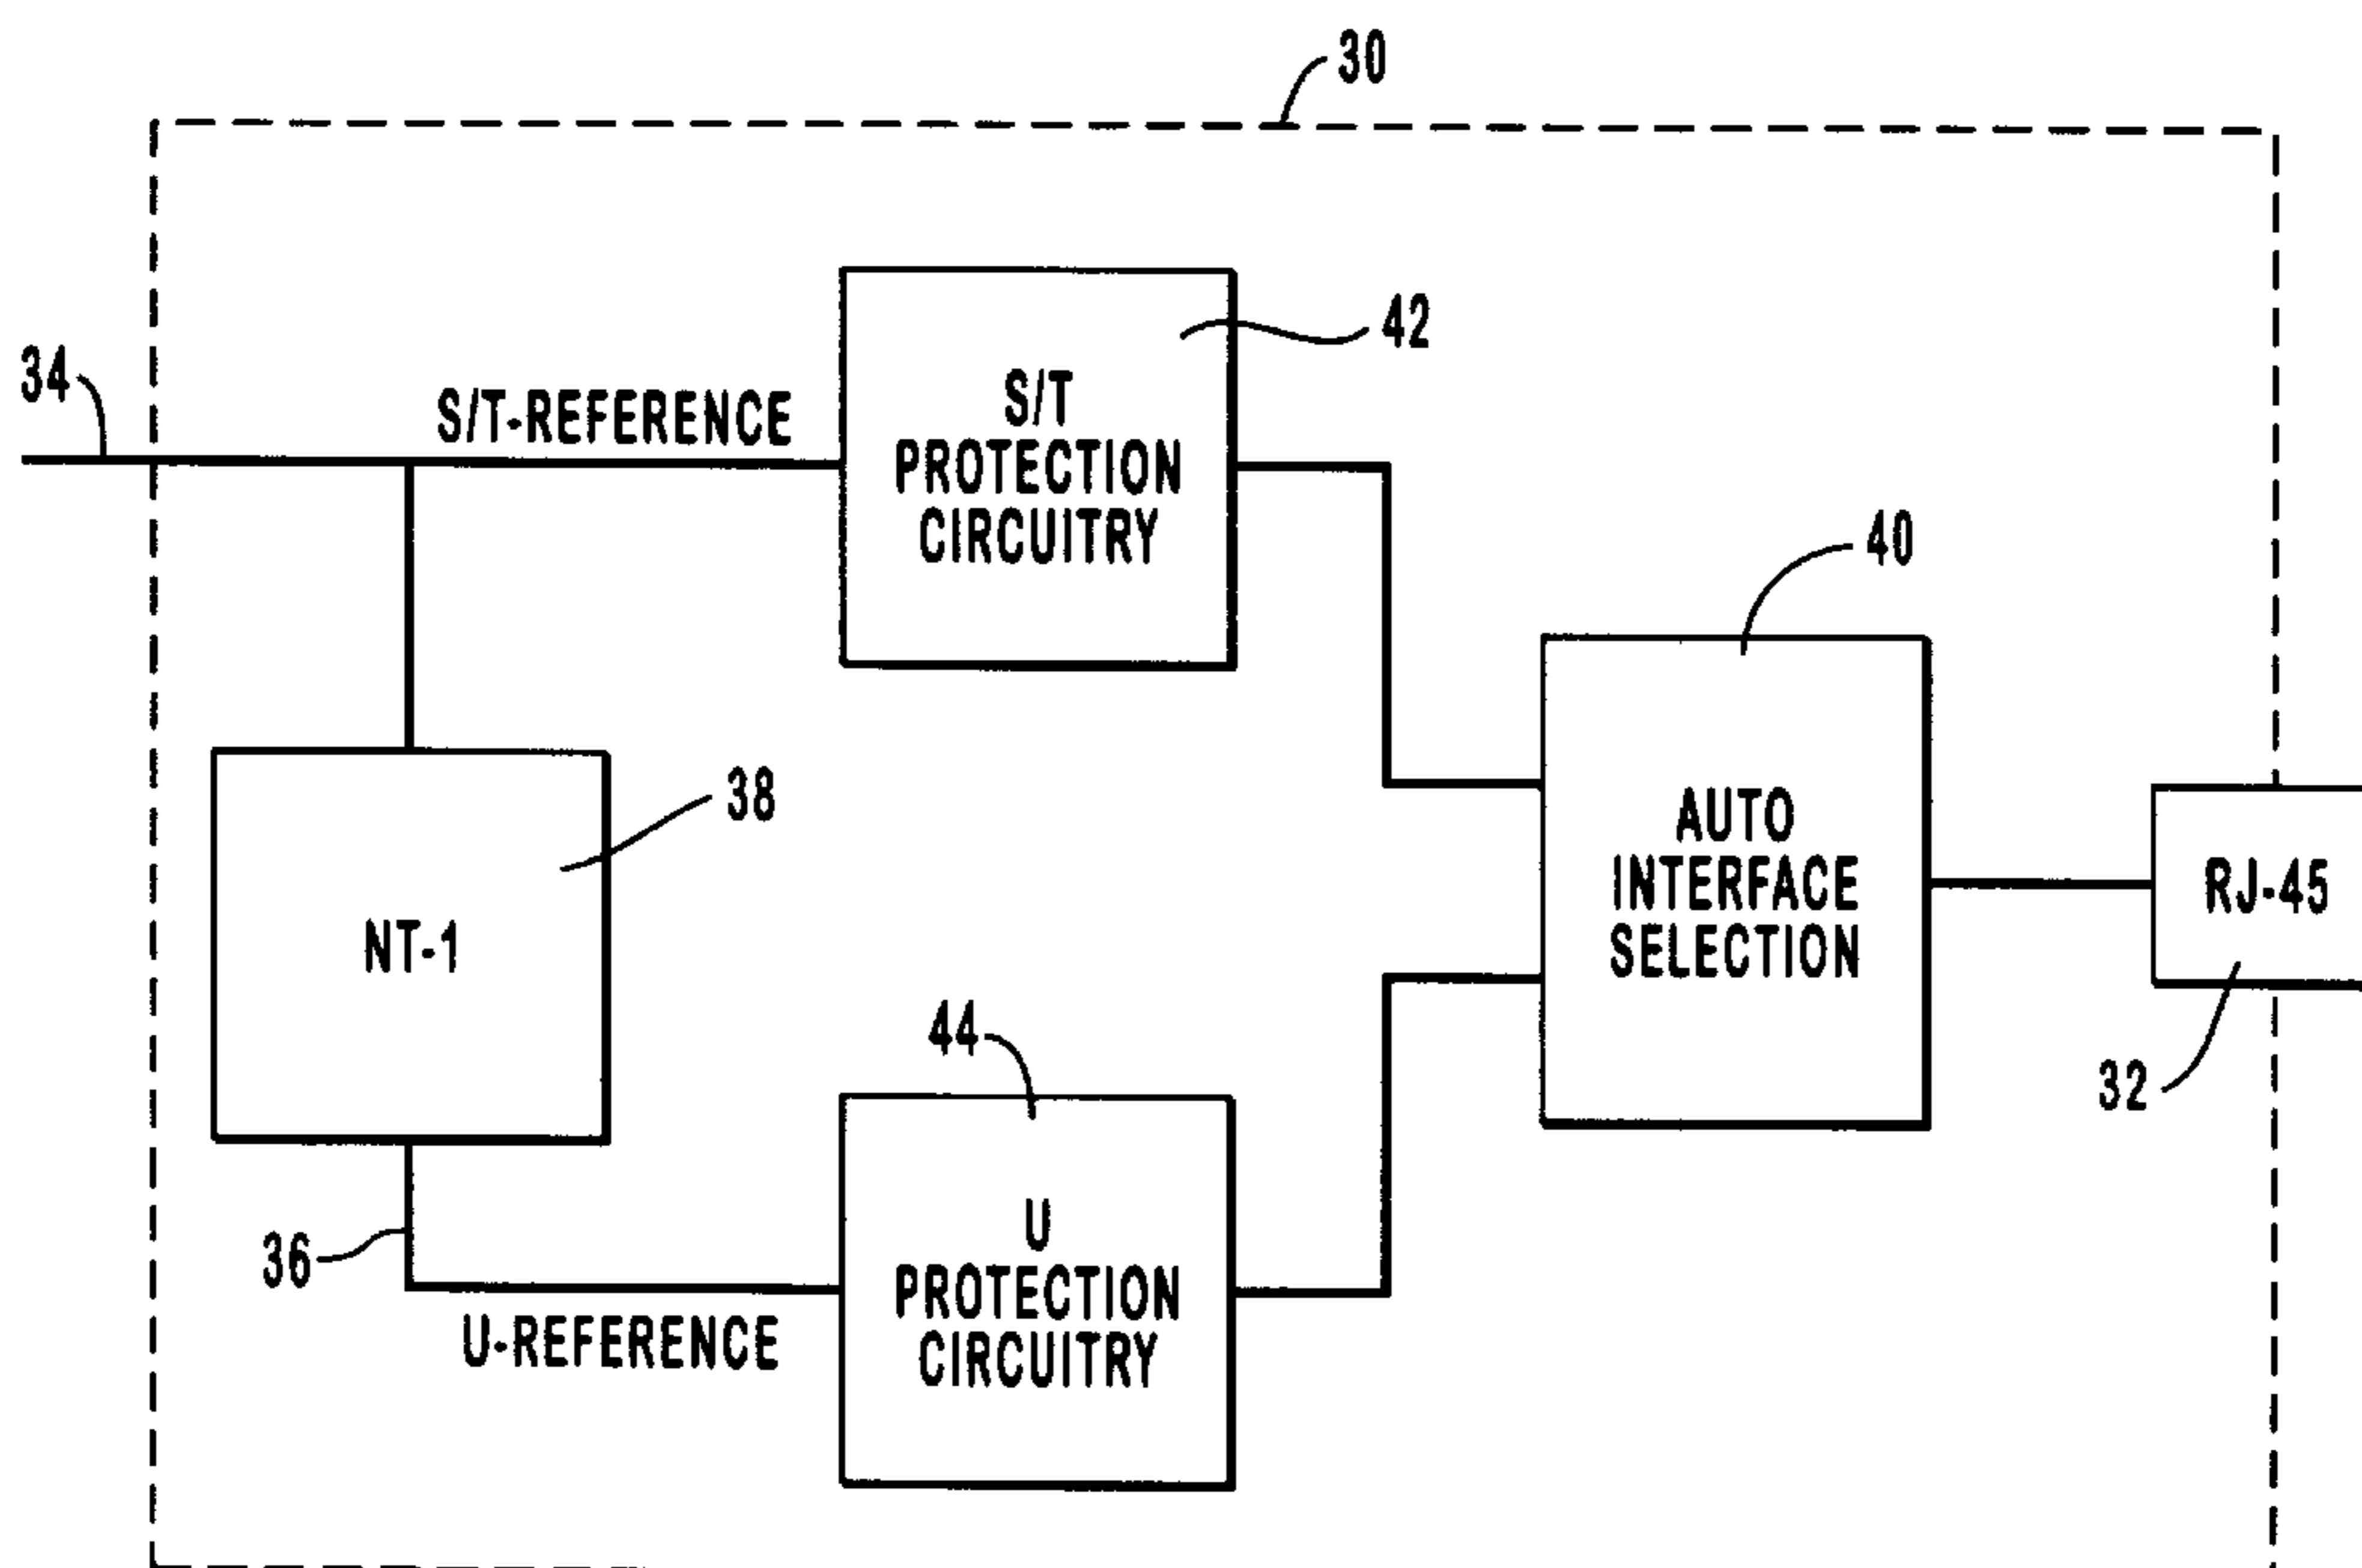 30
42
34
S/T-REFERENCE
S/T
PROTECTION
CIRCUITRY
40
38
AUTO
INTERFACE
SELECTION
RJ-45
NT-1
44
32
36
U
PROTECTION
CIRCUITRY
U-REFERENCE